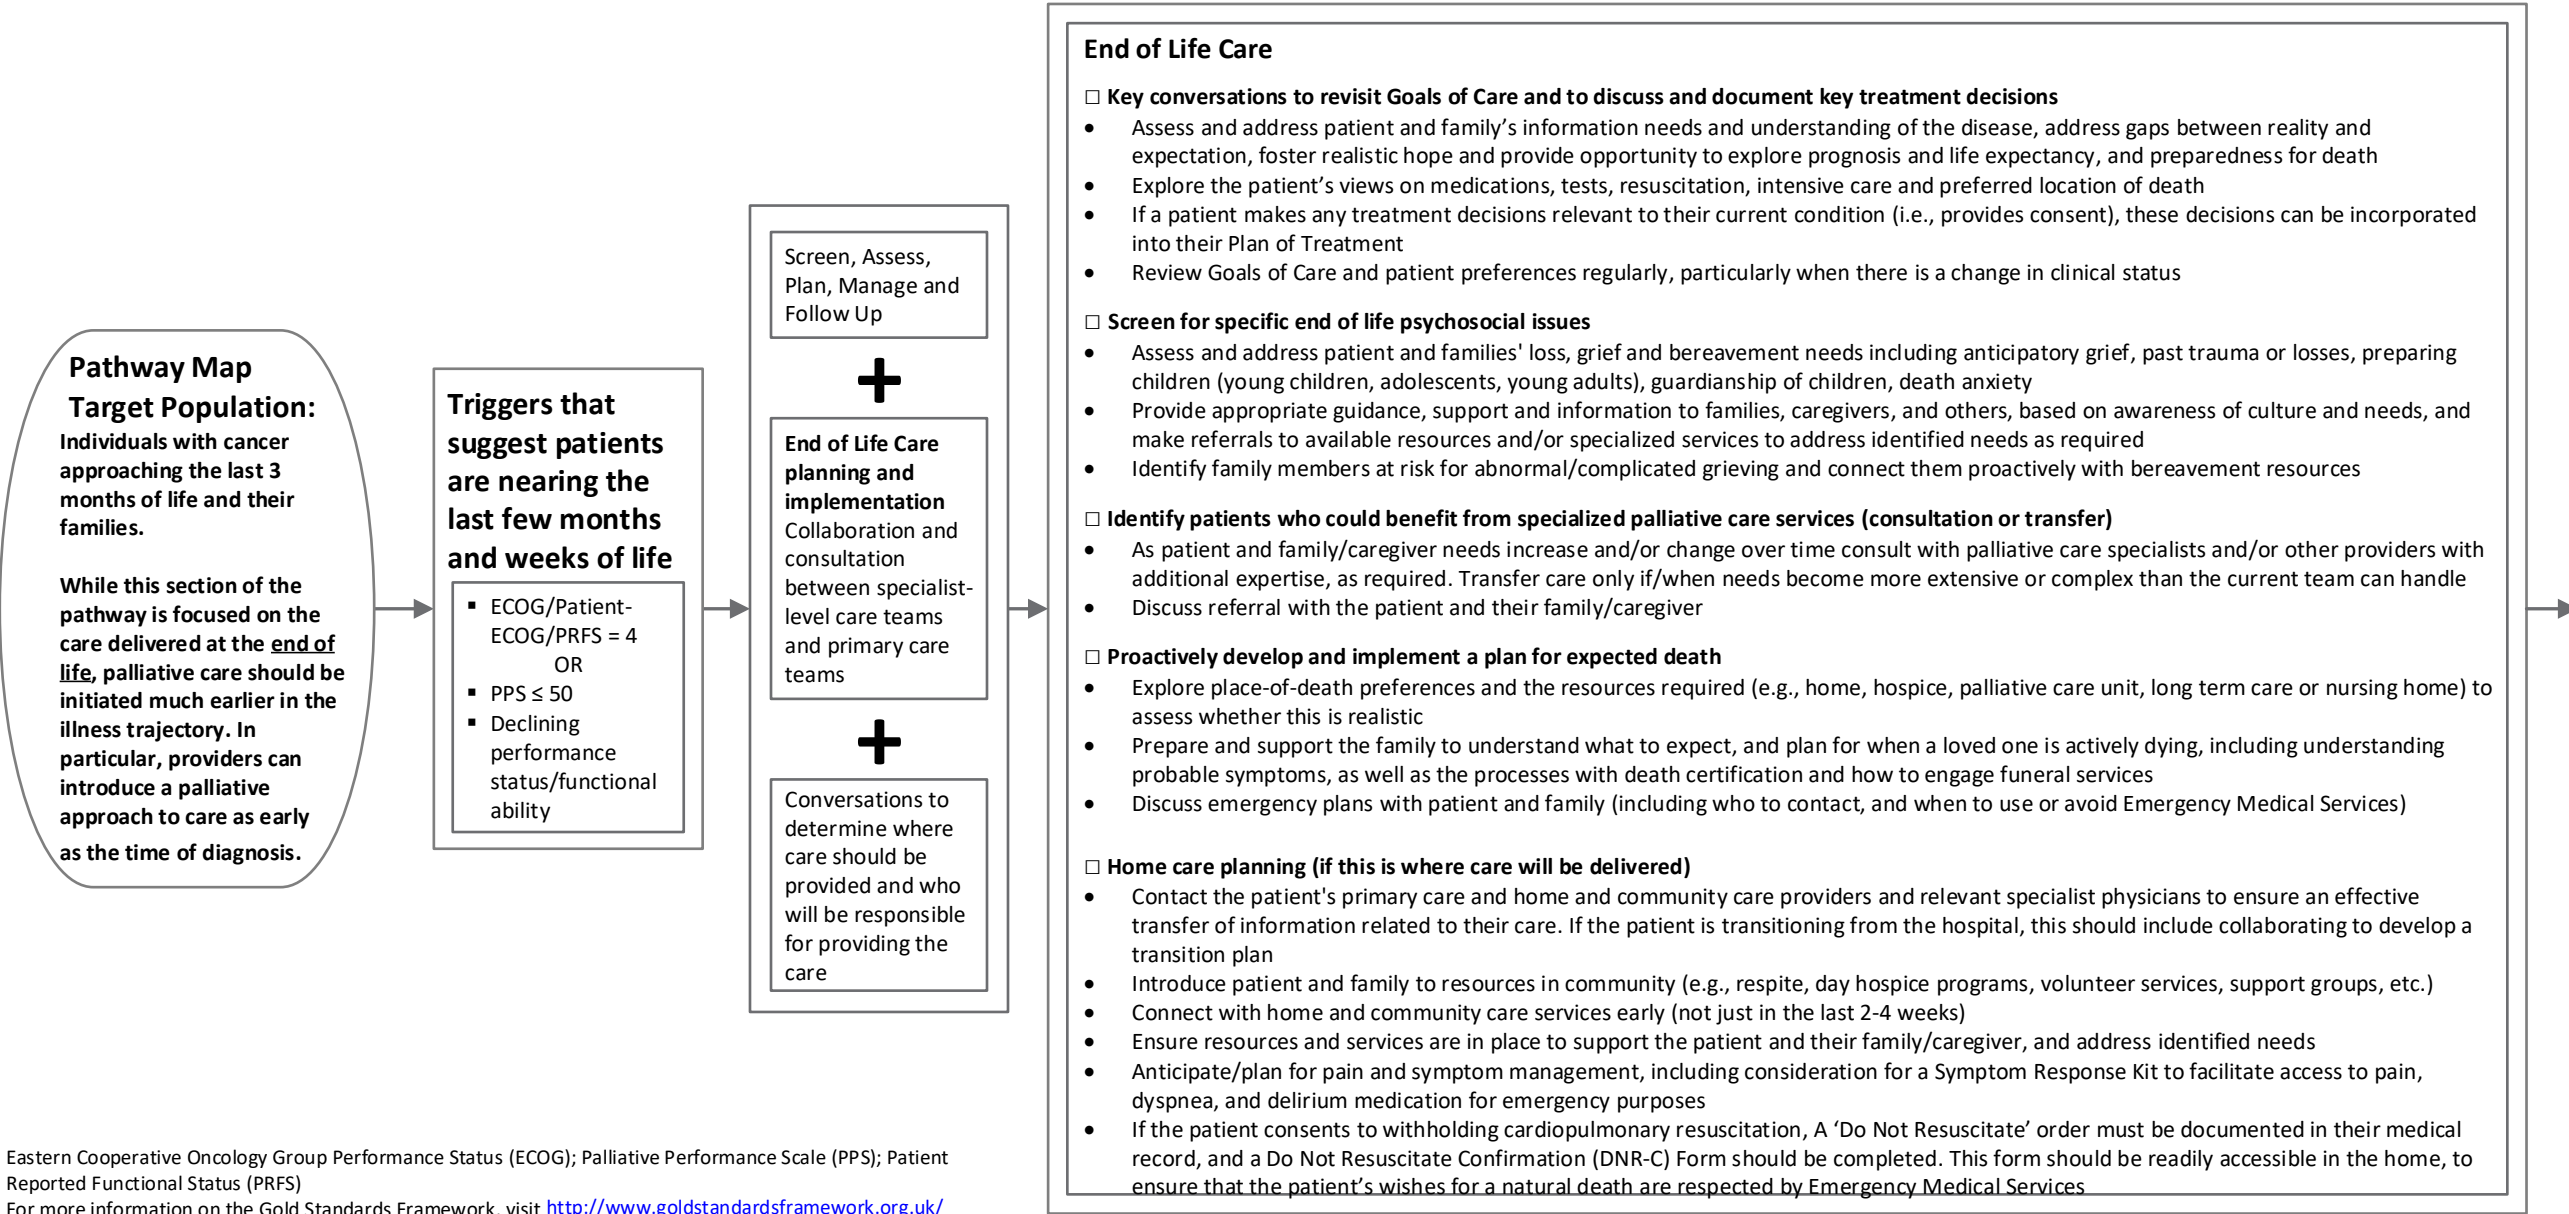 Pathway Map
Target Population:
Individuals with cancer
approaching the last 3
months of life and their
families.
While this section of the
pathway is focused on the
care delivered at the end of
life, palliative care should be
initiated much earlier in the
illness trajectory. In
particular, providers can
introduce a palliative
approach to care as early
as the time of diagnosis.
Triggers that
suggest patients
are nearing the
last few months
and weeks of life
▪ ECOG/Patient-
ECOG/PRFS = 4
OR
▪ PPS ≤ 50
▪ Declining
performance
status/functional
ability
Screen, Assess,
Plan, Manage and
Follow Up
+
End of Life Care
planning and
implementation
Collaboration and
consultation
between specialist-
level care teams
and primary care
teams
+
Conversations to
determine where
care should be
provided and who
will be responsible
for providing the
care
End of Life Care
□ Key conversations to revisit Goals of Care and to discuss and document key treatment decisions
• Assess and address patient and family’s information needs and understanding of the disease, address gaps between reality and
expectation, foster realistic hope and provide opportunity to explore prognosis and life expectancy, and preparedness for death
• Explore the patient’s views on medications, tests, resuscitation, intensive care and preferred location of death
• If a patient makes any treatment decisions relevant to their current condition (i.e., provides consent), these decisions can be incorporated
into their Plan of Treatment
• Review Goals of Care and patient preferences regularly, particularly when there is a change in clinical status
□ Screen for specific end of life psychosocial issues
• Assess and address patient and families' loss, grief and bereavement needs including anticipatory grief, past trauma or losses, preparing
children (young children, adolescents, young adults), guardianship of children, death anxiety
• Provide appropriate guidance, support and information to families, caregivers, and others, based on awareness of culture and needs, and
make referrals to available resources and/or specialized services to address identified needs as required
• Identify family members at risk for abnormal/complicated grieving and connect them proactively with bereavement resources
□ Identify patients who could benefit from specialized palliative care services (consultation or transfer)
• As patient and family/caregiver needs increase and/or change over time consult with palliative care specialists and/or other providers with
additional expertise, as required. Transfer care only if/when needs become more extensive or complex than the current team can handle
• Discuss referral with the patient and their family/caregiver
□ Proactively develop and implement a plan for expected death
• Explore place-of-death preferences and the resources required (e.g., home, hospice, palliative care unit, long term care or nursing home) to
assess whether this is realistic
• Prepare and support the family to understand what to expect, and plan for when a loved one is actively dying, including understanding
probable symptoms, as well as the processes with death certification and how to engage funeral services
• Discuss emergency plans with patient and family (including who to contact, and when to use or avoid Emergency Medical Services)
□ Home care planning (if this is where care will be delivered)
• Contact the patient's primary care and home and community care providers and relevant specialist physicians to ensure an effective
transfer of information related to their care. If the patient is transitioning from the hospital, this should include collaborating to develop a
transition plan
• Introduce patient and family to resources in community (e.g., respite, day hospice programs, volunteer services, support groups, etc.)
• Connect with home and community care services early (not just in the last 2-4 weeks)
• Ensure resources and services are in place to support the patient and their family/caregiver, and address identified needs
• Anticipate/plan for pain and symptom management, including consideration for a Symptom Response Kit to facilitate access to pain,
dyspnea, and delirium medication for emergency purposes
• If the patient consents to withholding cardiopulmonary resuscitation, A ‘Do Not Resuscitate’ order must be documented in their medical
record, and a Do Not Resuscitate Confirmation (DNR-C) Form should be completed. This form should be readily accessible in the home, to
ensure that the patient’s wishes for a natural death are respected by Emergency Medical Services
Eastern Cooperative Oncology Group Performance Status (ECOG); Palliative Performance Scale (PPS); Patient
Reported Functional Status (PRFS)
For more information on the Gold Standards Framework, visit http://www.goldstandardsframework.org.uk/